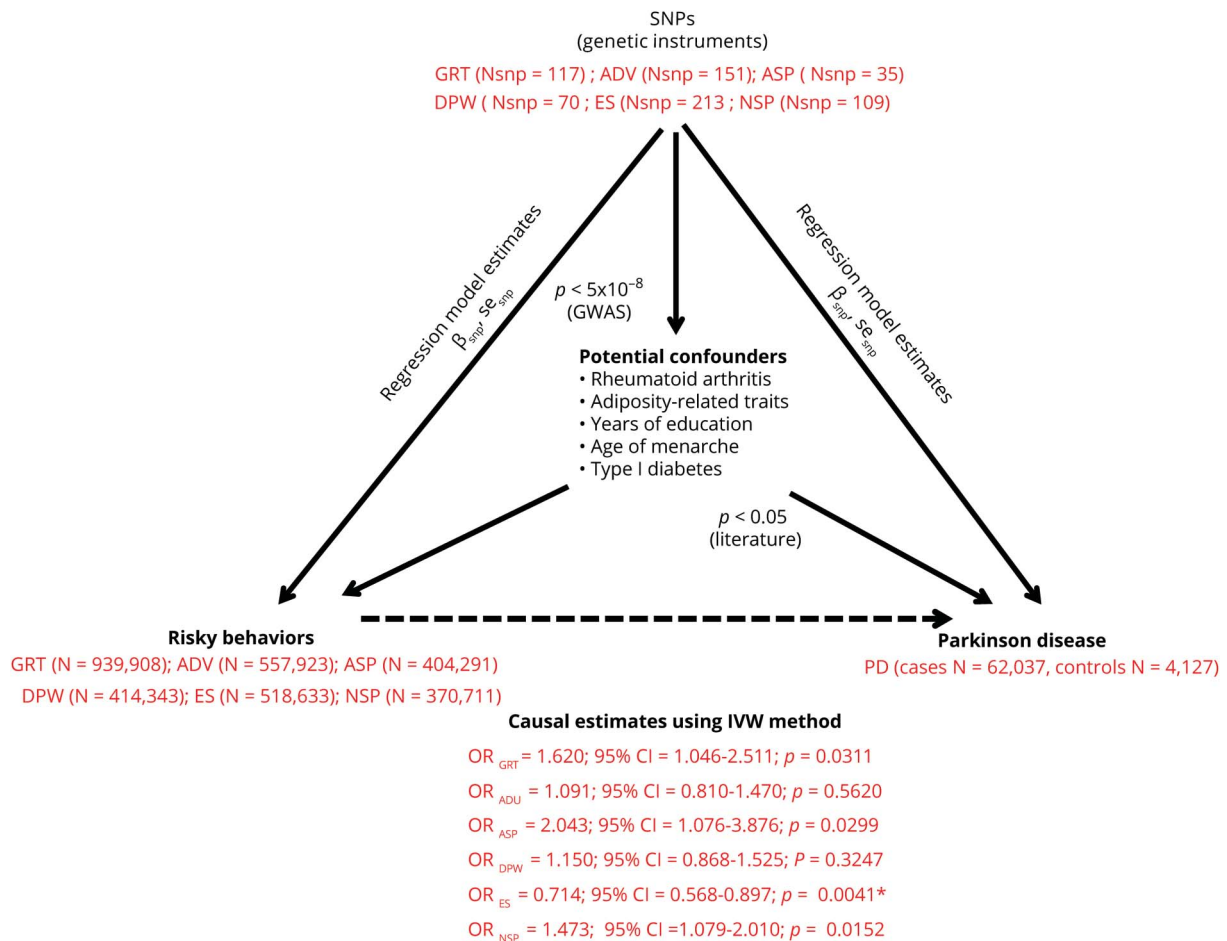 SNPs
(genetic instruments)
GRT (Nsnp = 117) ; ADV (Nsnp = 151); ASP ( Nsnp = 35)
DPW ( Nsnp = 70 ; ES (Nsnp = 213 ; NSP (Nsnp = 109)
Regression model estimates
βsnp, sesnp
p < 5x10⁻⁸
(GWAS)
Regression model estimates
βsnp, sesnp
Potential confounders
• Rheumatoid arthritis
• Adiposity-related traits
• Years of education
• Age of menarche
• Type I diabetes
p < 0.05
(literature)
Risky behaviors
GRT (N = 939,908); ADV (N = 557,923); ASP (N = 404,291)
DPW (N = 414,343); ES (N = 518,633); NSP (N = 370,711)
Parkinson disease
PD (cases N = 62,037, controls N = 4,127)
Causal estimates using IVW method
OR GRT = 1.620; 95% CI = 1.046-2.511; p = 0.0311
OR ADU = 1.091; 95% CI = 0.810-1.470; p = 0.5620
OR ASP = 2.043; 95% CI = 1.076-3.876; p = 0.0299
OR DPW = 1.150; 95% CI = 0.868-1.525; P = 0.3247
OR ES = 0.714; 95% CI = 0.568-0.897; p = 0.0041*
OR NSP = 1.473; 95% CI =1.079-2.010; p = 0.0152